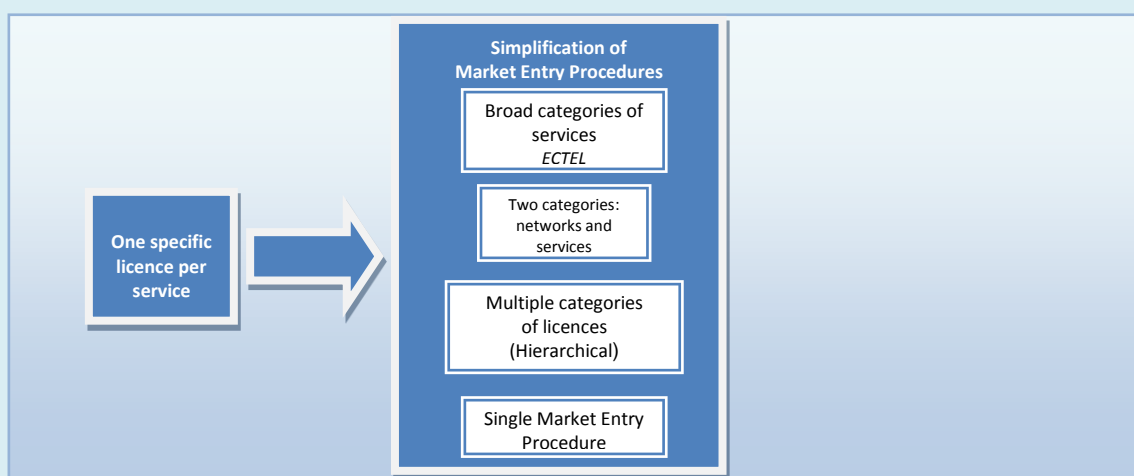 Simplification of
Market Entry Procedures
Broad categories of
services
ECTEL
Two categories:
networks and
services
One specific
licence per
service
Multiple categories
of licences
(Hierarchical)
Single Market Entry
Procedure